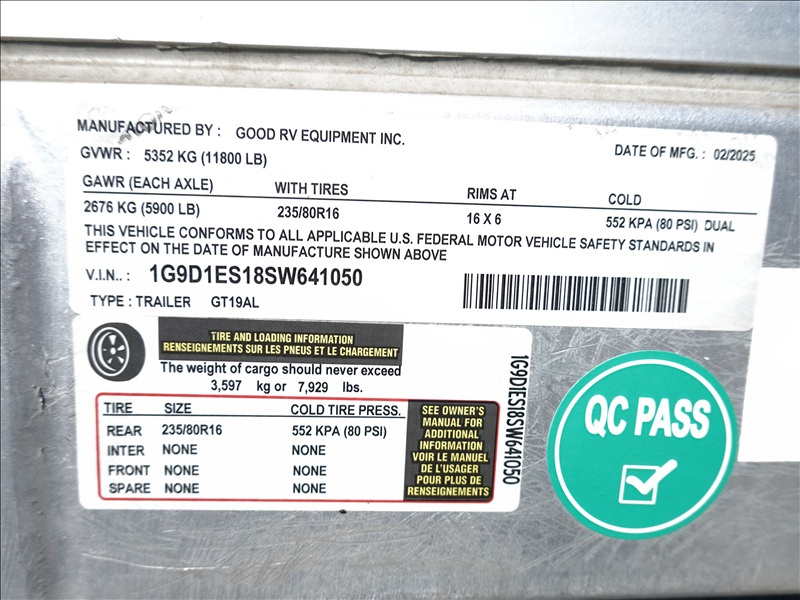 MANUFACTURED BY : GOOD RV EQUIPMENT INC.
GVWR : 5352 KG (11800 LB) DATE OF MFG. : 02/2025
GAWR (EACH AXLE) WITH TIRES RIMS AT COLD
2676 KG (5900 LB) 235/80R16 16 X 6 552 KPA (80 PSI) DUAL
THIS VEHICLE CONFORMS TO ALL APPLICABLE U.S. FEDERAL MOTOR VEHICLE SAFETY STANDARDS IN
EFFECT ON THE DATE OF MANUFACTURE SHOWN ABOVE
V.I.N.. : 1G9D1ES18SW641050
TYPE : TRAILER GT19AL
TIRE AND LOADING INFORMATION
RENSEIGNEMENTS SUR LES PNEUS ET LE CHARGEMENT
The weight of cargo should never exceed
3,597 kg or 7,929 lbs.
TIRE SIZE COLD TIRE PRESS.
REAR 235/80R16 552 KPA (80 PSI)
INTER NONE NONE
FRONT NONE NONE
SPARE NONE NONE
SEE OWNER'S
MANUAL FOR
ADDITIONAL
INFORMATION
VOIR LE MANUEL
DE L'USAGER
POUR PLUS DE
RENSEIGNEMENTS
1G9D1ES18SW641050
QC PASS